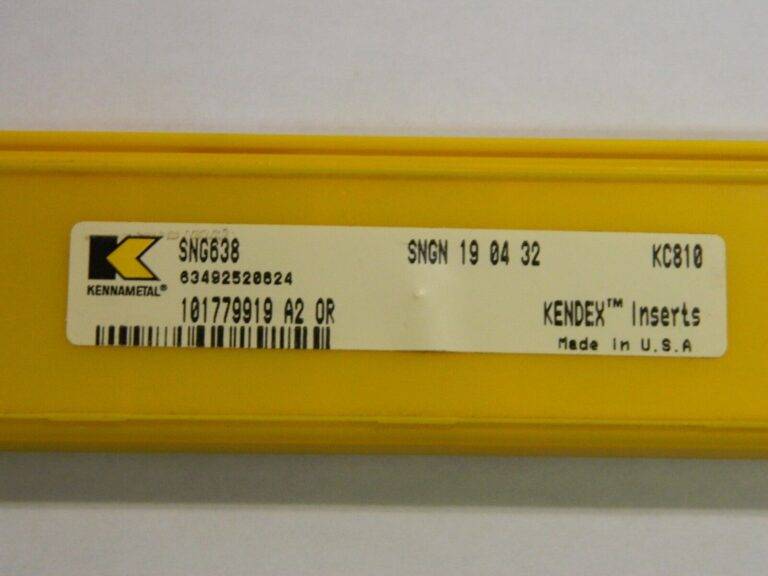 SNG638 SNGN 19 04 32 KC810
63492520624
KENNAMETAL®
101779919 A2 OR KENDEX™ Inserts
Made in U.S.A